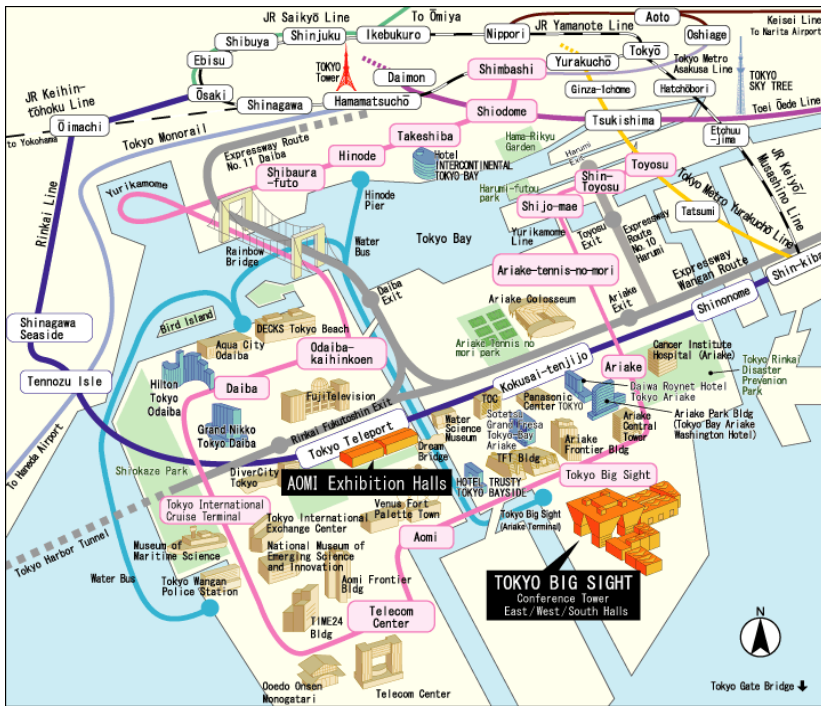 JR Saikyō Line
To Ōmiya
Aoto
Keisei Line
To Narita Airport
Shibuya
Shinjuku
Ikebukuro
Nippori
JR Yamanote Line
Oshiage
Ebisu
TOKYO
Tower
Shimbashi
Yurakuchō
Tokyō
Tokyo Metro
Asakusa Line
JR Keihin-
tōhoku Line
Ōsaki
Daimon
Ginza-Itchōme
Hatchōbori
TOKYO
SKY TREE
Shinagawa
Hamamatsuchō
Shiodome
Toei Ōede Line
Ōimachi
to Yokohama
Tokyo Monorail
Tsukishima
Expressway Route
No.11 Daiba
Takeshiba
Hama-Rikyu
Garden
Etchuu-
jima
Hinode
Hotel
INTERCONTINENTAL
TOKYO BAY
Harumi
Exit
Toyosu
JR Keiyō/
Musashino Line
Shibaura
-futo
Shin-
Toyosu
Yurikamome
Hinode
Pier
Harumi-futou
park
Shijo-mae
Tokyo Metro Yurakuchō Line
Tatsumi
Rinkai Line
Rainbow
Bridge
Water
Bus
Tokyo Bay
Yurikamome
Line
Toyosu
Exit
Expressway
Route
No.10
Harumi
Expressway
Wangan Route
Shin-kiba
Ariake-tennis-no-mori
Daiba
Exit
Ariake
Exit
Shinonome
Ariake Colosseum
Shinagawa
Seaside
Bird Island
DECKS Tokyo Beach
Aqua City
Odaiba
Odaiba-
kaihinkoen
Ariake Tennis no
mori park
Kokusai-tenjijo
Cancer Institute
Hospital (Ariake)
Ariake
Tokyo Rinkai
Disaster
Prevenion
Park
Tennozu Isle
Hilton
Tokyo
Odaiba
Daiba
Fuji Television
Rinkai Fukutoshin Exit
TOC
Panasonic
Center TOKYO
Daiwa Roynet Hotel
Tokyo Ariake
Grand Nikko
Tokyo Daiba
Tokyo Teleport
Water
Science
Museum
Sotetsu
Grand Fresa
Tokyo-bay
Ariake
Ariake
Central
Tower
Ariake Park Bldg
(Tokyo Bay Ariake
Washington Hotel)
To Haneda Airport
Shiokaze Park
DiverCity
Tokyo
Dream
Bridge
Ariake
Frontier Bldg
TFT Bldg
AOMI Exhibition Halls
HOTEL TRUSTY
TOKYO BAYSIDE
Tokyo Big Sight
Tokyo International
Cruise Terminal
Venus Fort
Palette Town
Tokyo International
Exchange Center
Tokyo Big Sight
(Ariake Terminal)
Tokyo Harbor Tunnel
Museum of
Maritime Science
Aomi
National Museum of
Emerging Science
and Innovation
Water Bus
Tokyo Wangan
Police Station
Aomi Frontier
Bldg
TOKYO BIG SIGHT
Conference Tower
East/West/South Halls
TIME24
Bldg
Telecom
Center
N
Ooedo Onsen
Monogatari
Telecom Center
Tokyo Gate Bridge